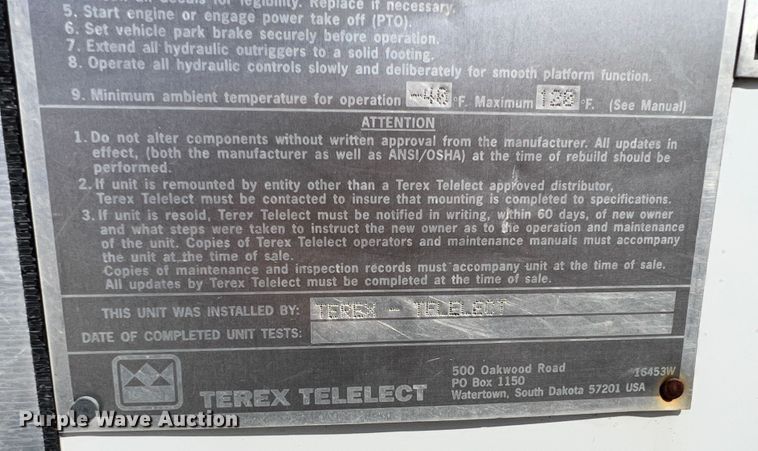 all decals for legibility. Replace if necessary.
5. Start engine or engage power take off (PTO).
6. Set vehicle park brake securely before operation.
7. Extend all hydraulic outriggers to a solid footing.
8. Operate all hydraulic controls slowly and deliberately for smooth platform function.
9. Minimum ambient temperature for operation -40 °F. Maximum 120 °F. (See Manual)
ATTENTION
1. Do not alter components without written approval from the manufacturer. All updates in
effect, (both the manufacturer as well as ANSI/OSHA) at the time of rebuild should be
performed.
2. If unit is remounted by entity other than a Terex Telelect approved distributor,
Terex Telelect must be contacted to insure that mounting is completed to specifications.
3. If unit is resold, Terex Telelect must be notified in writing, within 60 days, of new owner
and what steps were taken to instruct the new owner as to the operation and maintenance
of the unit. Copies of Terex Telelect operators and maintenance manuals must accompany
the unit at the time of sale.
Copies of maintenance and inspection records must accompany unit at the time of sale.
All updates by Terex Telelect must be completed at the time of sale.
THIS UNIT WAS INSTALLED BY: TEREX - TELELECT
DATE OF COMPLETED UNIT TESTS:
TEREX TELELECT
500 Oakwood Road
PO Box 1150
Watertown, South Dakota 57201 USA
16453W
Purple Wave Auction